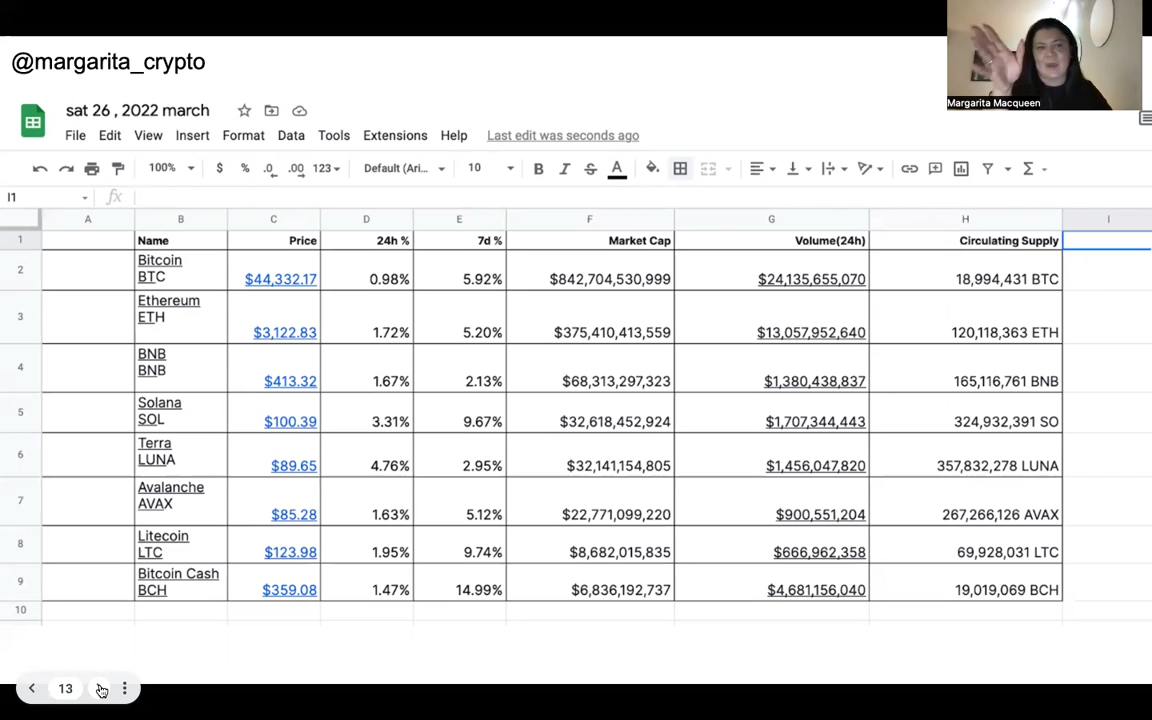 @margarita_crypto
Margarita Macqueen
sat 26 , 2022 march
File Edit View Insert Format Data Tools Extensions Help Last edit was seconds ago
100% $ % .0 .00 123 Default (Ari... 10 B I S A Σ
I1 fx
A B C D E F G H I
1 Name Price 24h % 7d % Market Cap Volume(24h) Circulating Supply
2 Bitcoin
BTC $44,332.17 0.98% 5.92% $842,704,530,999 $24,135,655,070 18,994,431 BTC
3 Ethereum
ETH $3,122.83 1.72% 5.20% $375,410,413,559 $13,057,952,640 120,118,363 ETH
4 BNB
BNB $413.32 1.67% 2.13% $68,313,297,323 $1,380,438,837 165,116,761 BNB
5 Solana
SOL $100.39 3.31% 9.67% $32,618,452,924 $1,707,344,443 324,932,391 SO
6 Terra
LUNA $89.65 4.76% 2.95% $32,141,154,805 $1,456,047,820 357,832,278 LUNA
7 Avalanche
AVAX $85.28 1.63% 5.12% $22,771,099,220 $900,551,204 267,266,126 AVAX
8 Litecoin
LTC $123.98 1.95% 9.74% $8,682,015,835 $666,962,358 69,928,031 LTC
9 Bitcoin Cash
BCH $359.08 1.47% 14.99% $6,836,192,737 $4,681,156,040 19,019,069 BCH
10
13